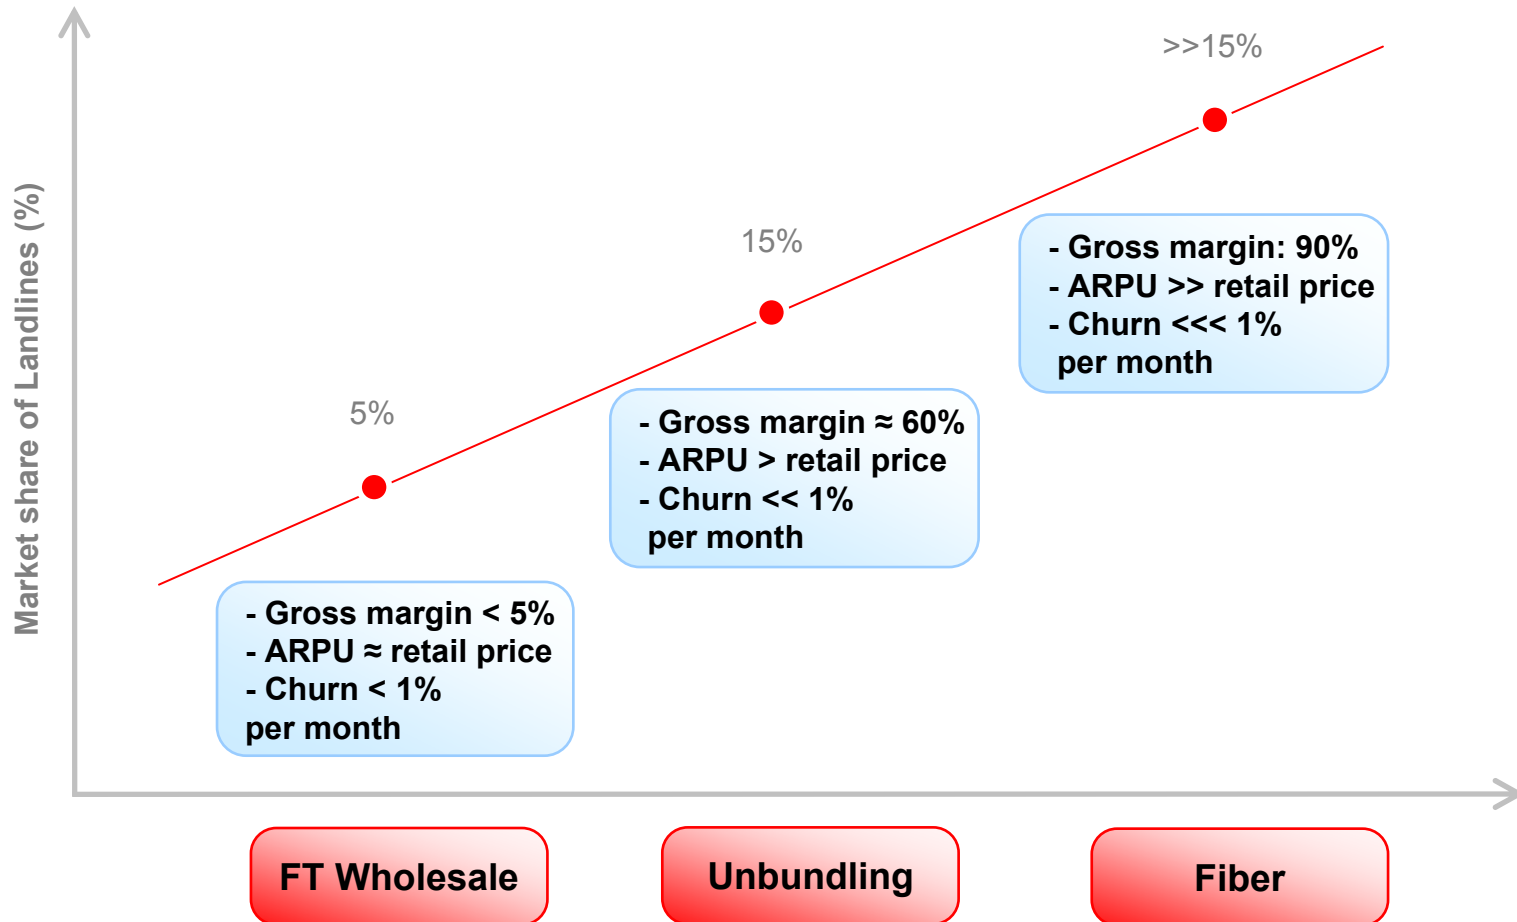 >>15%
15%
5%
Market share of Landlines (%)
- Gross margin: 90%
- ARPU >> retail price
- Churn <<< 1%
per month
- Gross margin ≈ 60%
- ARPU > retail price
- Churn << 1%
per month
- Gross margin < 5%
- ARPU ≈ retail price
- Churn < 1%
per month
FT Wholesale
Unbundling
Fiber